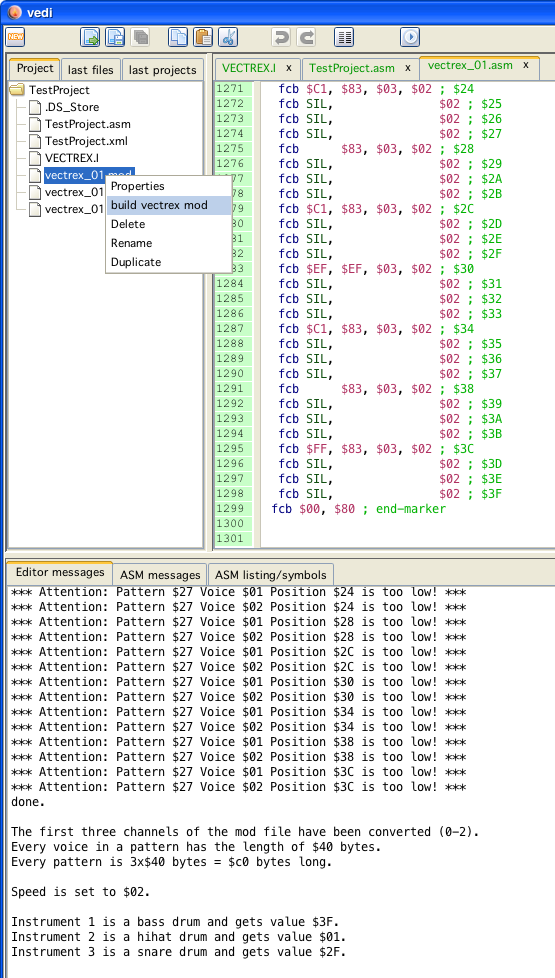 vedi
NEW
Project last files last projects
VECTREX.I x TestProject.asm x vectrex_01.asm x
TestProject
.DS_Store
TestProject.asm
TestProject.xml
VECTREX.I
vectrex_01.mod
vectrex_01
vectrex_01
Properties
build vectrex mod
Delete
Rename
Duplicate
1271 fcb $C1, $83, $03, $02 ; $24
1272 fcb SIL, $02 ; $25
1273 fcb SIL, $02 ; $26
1274 fcb SIL, $02 ; $27
1275 fcb $83, $03, $02 ; $28
1276 fcb SIL, $02 ; $29
1277 fcb SIL, $02 ; $2A
78 fcb SIL, $02 ; $2B
79 fcb $C1, $83, $03, $02 ; $2C
80 fcb SIL, $02 ; $2D
81 fcb SIL, $02 ; $2E
82 fcb SIL, $02 ; $2F
83 fcb $EF, $EF, $03, $02 ; $30
1284 fcb SIL, $02 ; $31
1285 fcb SIL, $02 ; $32
1286 fcb SIL, $02 ; $33
1287 fcb $C1, $83, $03, $02 ; $34
1288 fcb SIL, $02 ; $35
1289 fcb SIL, $02 ; $36
1290 fcb SIL, $02 ; $37
1291 fcb $83, $03, $02 ; $38
1292 fcb SIL, $02 ; $39
1293 fcb SIL, $02 ; $3A
1294 fcb SIL, $02 ; $3B
1295 fcb $FF, $83, $03, $02 ; $3C
1296 fcb SIL, $02 ; $3D
1297 fcb SIL, $02 ; $3E
1298 fcb SIL, $02 ; $3F
1299 fcb $00, $80 ; end-marker
1300
1301
Editor messages ASM messages ASM listing/symbols
*** Attention: Pattern $27 Voice $01 Position $24 is too low! ***
*** Attention: Pattern $27 Voice $02 Position $24 is too low! ***
*** Attention: Pattern $27 Voice $01 Position $28 is too low! ***
*** Attention: Pattern $27 Voice $02 Position $28 is too low! ***
*** Attention: Pattern $27 Voice $01 Position $2C is too low! ***
*** Attention: Pattern $27 Voice $02 Position $2C is too low! ***
*** Attention: Pattern $27 Voice $01 Position $30 is too low! ***
*** Attention: Pattern $27 Voice $02 Position $30 is too low! ***
*** Attention: Pattern $27 Voice $01 Position $34 is too low! ***
*** Attention: Pattern $27 Voice $02 Position $34 is too low! ***
*** Attention: Pattern $27 Voice $01 Position $38 is too low! ***
*** Attention: Pattern $27 Voice $02 Position $38 is too low! ***
*** Attention: Pattern $27 Voice $01 Position $3C is too low! ***
*** Attention: Pattern $27 Voice $02 Position $3C is too low! ***
done.
The first three channels of the mod file have been converted (0-2).
Every voice in a pattern has the length of $40 bytes.
Every pattern is 3x$40 bytes = $c0 bytes long.
Speed is set to $02.
Instrument 1 is a bass drum and gets value $3F.
Instrument 2 is a hihat drum and gets value $01.
Instrument 3 is a snare drum and gets value $2F.